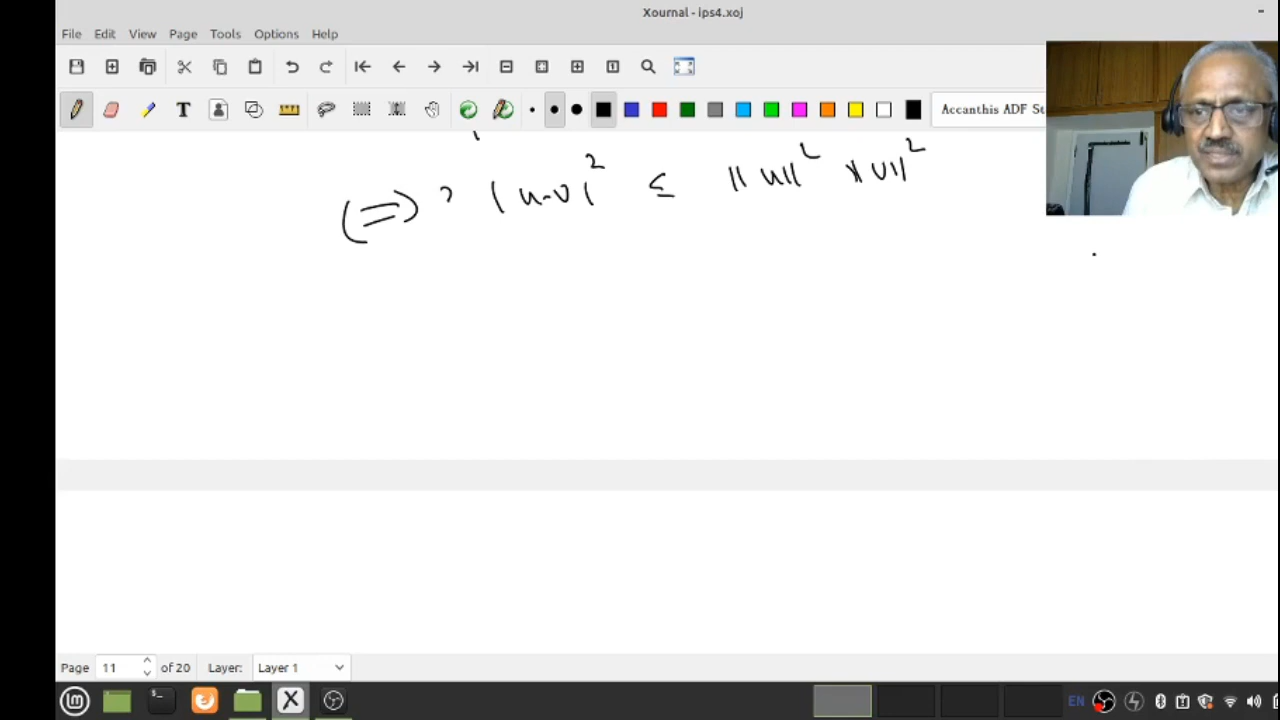 Xournal - ips4.xoj
File Edit View Page Tools Options Help
Accanthis ADF St
(⇒) > |u·v|² ≤ ||u||² ||v||²
Page 11 of 20 Layer: Layer 1
EN